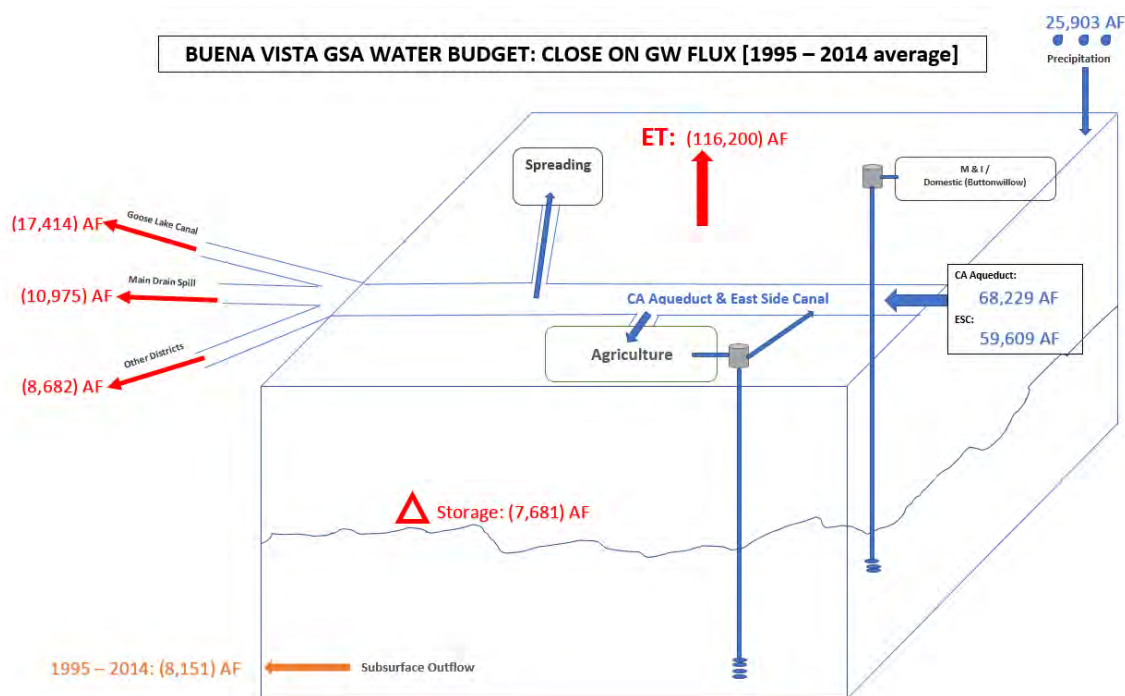 25,903 AF
Precipitation
BUENA VISTA GSA WATER BUDGET: CLOSE ON GW FLUX [1995 – 2014 average]
ET: (116,200) AF
Spreading
M & I /
Domestic (Buttonwillow)
(17,414) AF
Goose Lake Canal
Main Drain Spill
(10,975) AF
Other Districts
(8,682) AF
CA Aqueduct & East Side Canal
CA Aqueduct:
68,229 AF
ESC:
59,609 AF
Agriculture
Storage: (7,681) AF
1995 – 2014: (8,151) AF
Subsurface Outflow